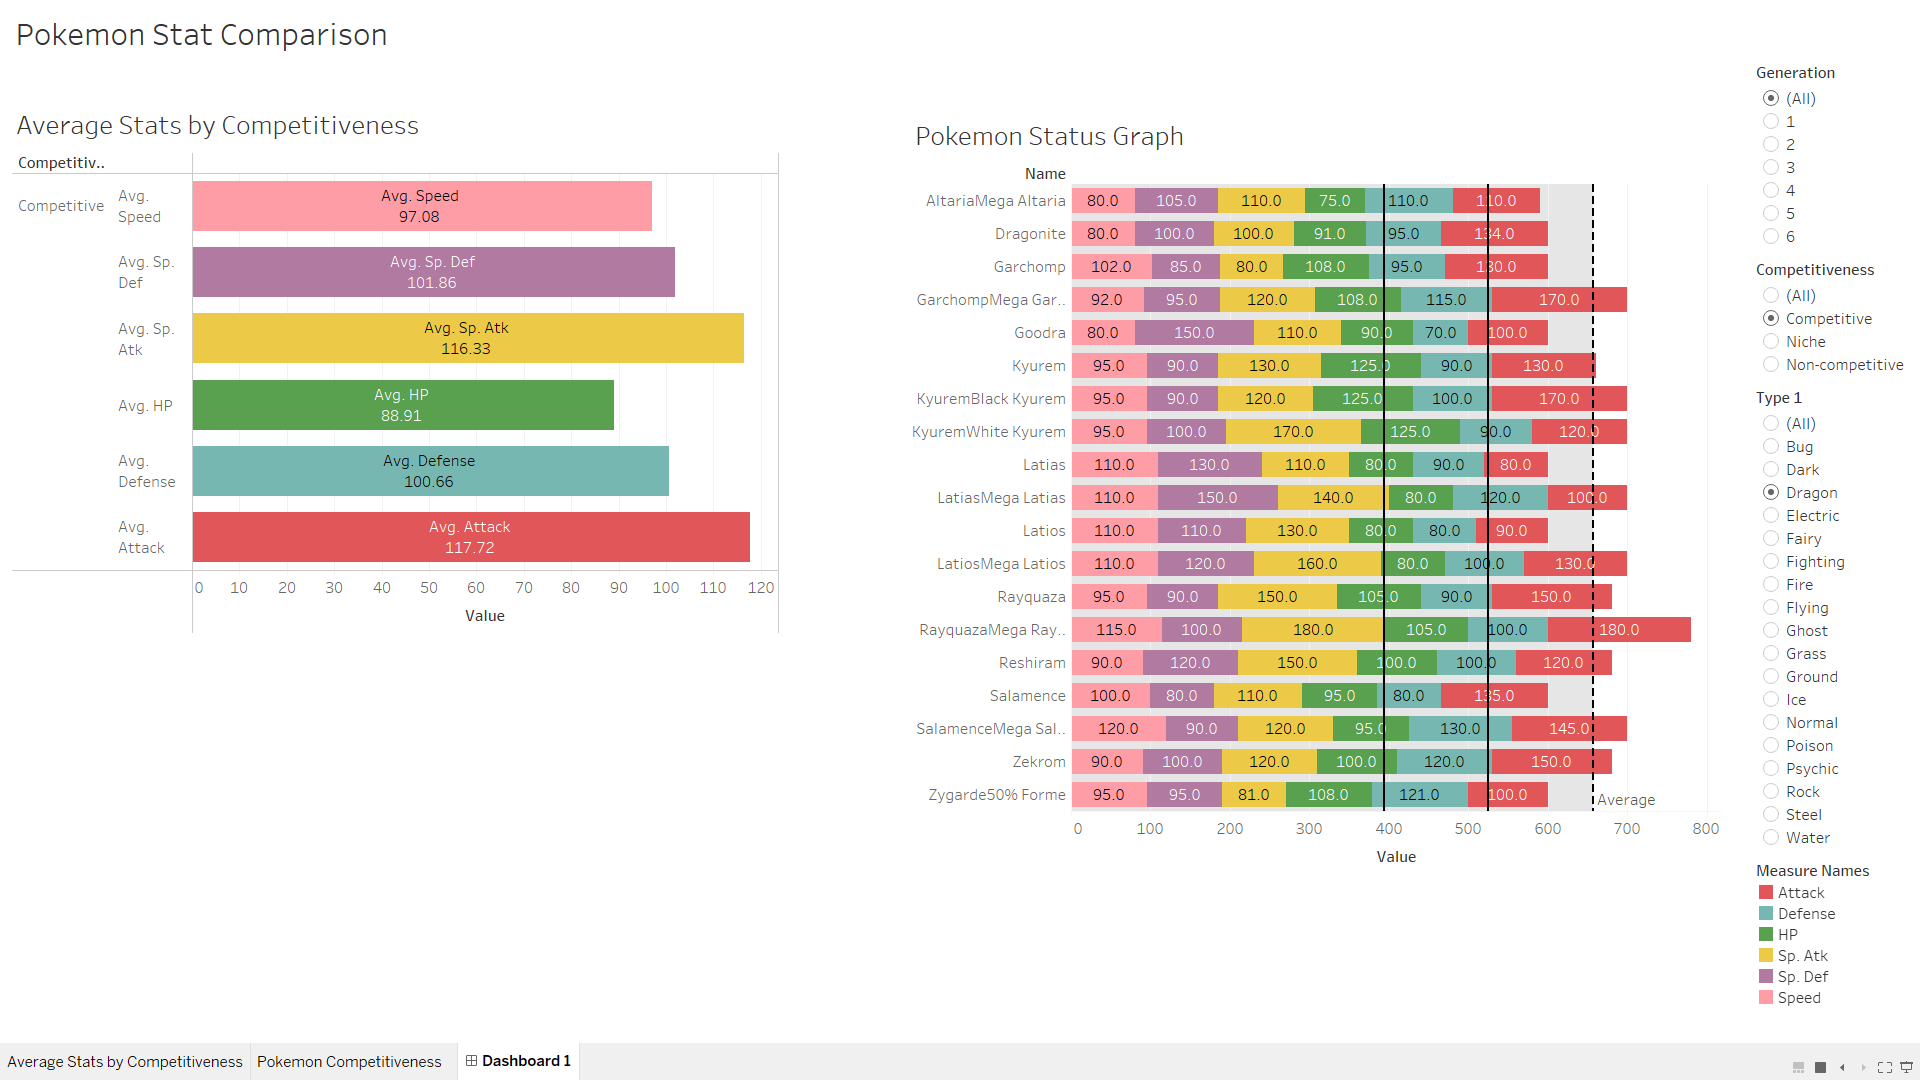 Pokemon Stat Comparison
Average Stats by Competitiveness
Competitiv..
Competitive
Avg. Speed
Avg. Speed
97.08
Avg. Sp. Def
Avg. Sp. Def
101.86
Avg. Sp. Atk
Avg. Sp. Atk
116.33
Avg. HP
Avg. HP
88.91
Avg. Defense
Avg. Defense
100.66
Avg. Attack
Avg. Attack
117.72
0 10 20 30 40 50 60 70 80 90 100 110 120
Value
Pokemon Status Graph
Name
AltariaMega Altaria 80.0 105.0 110.0 75.0 110.0 110.0
Dragonite 80.0 100.0 100.0 91.0 95.0 134.0
Garchomp 102.0 85.0 80.0 108.0 95.0 130.0
GarchompMega Gar.. 92.0 95.0 120.0 108.0 115.0 170.0
Goodra 80.0 150.0 110.0 90.0 70.0 100.0
Kyurem 95.0 90.0 130.0 125.0 90.0 130.0
KyuremBlack Kyurem 95.0 90.0 120.0 125.0 100.0 170.0
KyuremWhite Kyurem 95.0 100.0 170.0 125.0 90.0 120.0
Latias 110.0 130.0 110.0 80.0 90.0 80.0
LatiasMega Latias 110.0 150.0 140.0 80.0 120.0 100.0
Latios 110.0 110.0 130.0 80.0 80.0 90.0
LatiosMega Latios 110.0 120.0 160.0 80.0 100.0 130.0
Rayquaza 95.0 90.0 150.0 105.0 90.0 150.0
RayquazaMega Ray.. 115.0 100.0 180.0 105.0 100.0 180.0
Reshiram 90.0 120.0 150.0 100.0 100.0 120.0
Salamence 100.0 80.0 110.0 95.0 80.0 135.0
SalamenceMega Sal.. 120.0 90.0 120.0 95.0 130.0 145.0
Zekrom 90.0 100.0 120.0 100.0 120.0 150.0
Zygarde50% Forme 95.0 95.0 81.0 108.0 121.0 100.0
Average
0 100 200 300 400 500 600 700 800
Value
Generation
(All)
1
2
3
4
5
6
Competitiveness
(All)
Competitive
Niche
Non-competitive
Type 1
(All)
Bug
Dark
Dragon
Electric
Fairy
Fighting
Fire
Flying
Ghost
Grass
Ground
Ice
Normal
Poison
Psychic
Rock
Steel
Water
Measure Names
Attack
Defense
HP
Sp. Atk
Sp. Def
Speed
Average Stats by Competitiveness Pokemon Competitiveness Dashboard 1